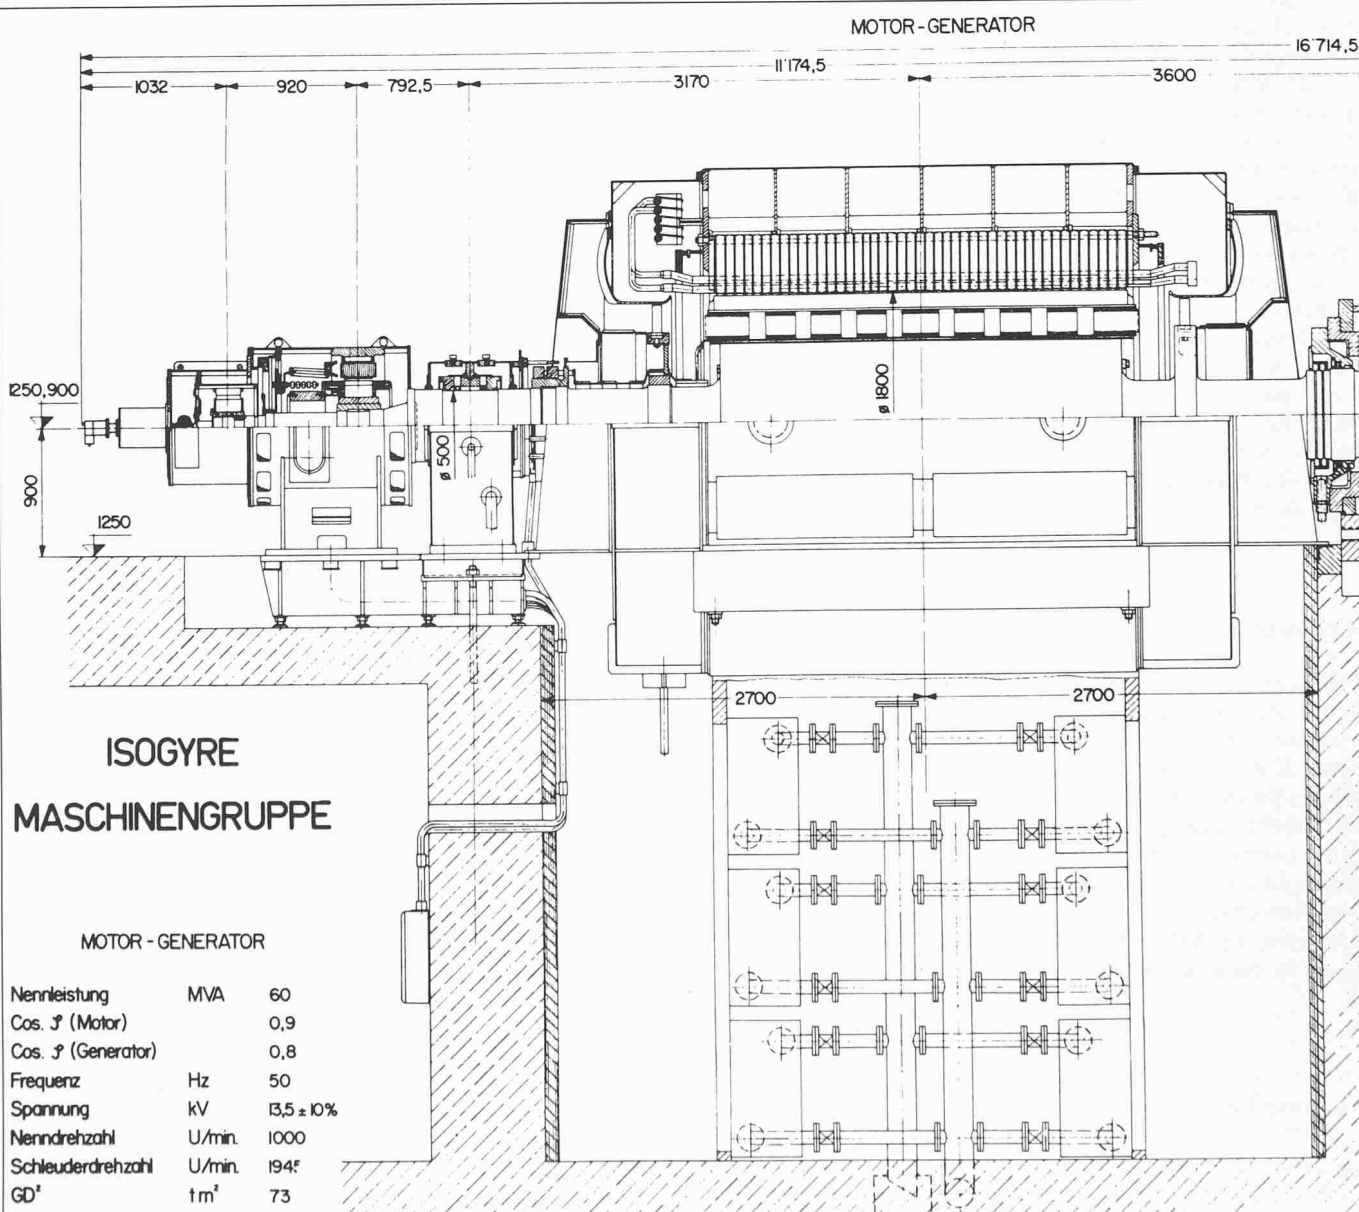 MOTOR-GENERATOR
16'714,5
11'174,5
1032 920 792,5 3170 3600
1250,900
ø 1800
ø 500
900
1250
2700 2700
ISOGYRE
MASCHINENGRUPPE
MOTOR-GENERATOR
Nennleistung MVA 60
Cos. φ (Motor) 0,9
Cos. φ (Generator) 0,8
Frequenz Hz 50
Spannung kV 13,5 ± 10%
Nenndrehzahl U/min. 1000
Schleuderdrehzahl U/min.
GD² tm² 73